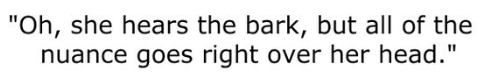 "Oh, she hears the bark, but all of the
nuance goes right over her head."